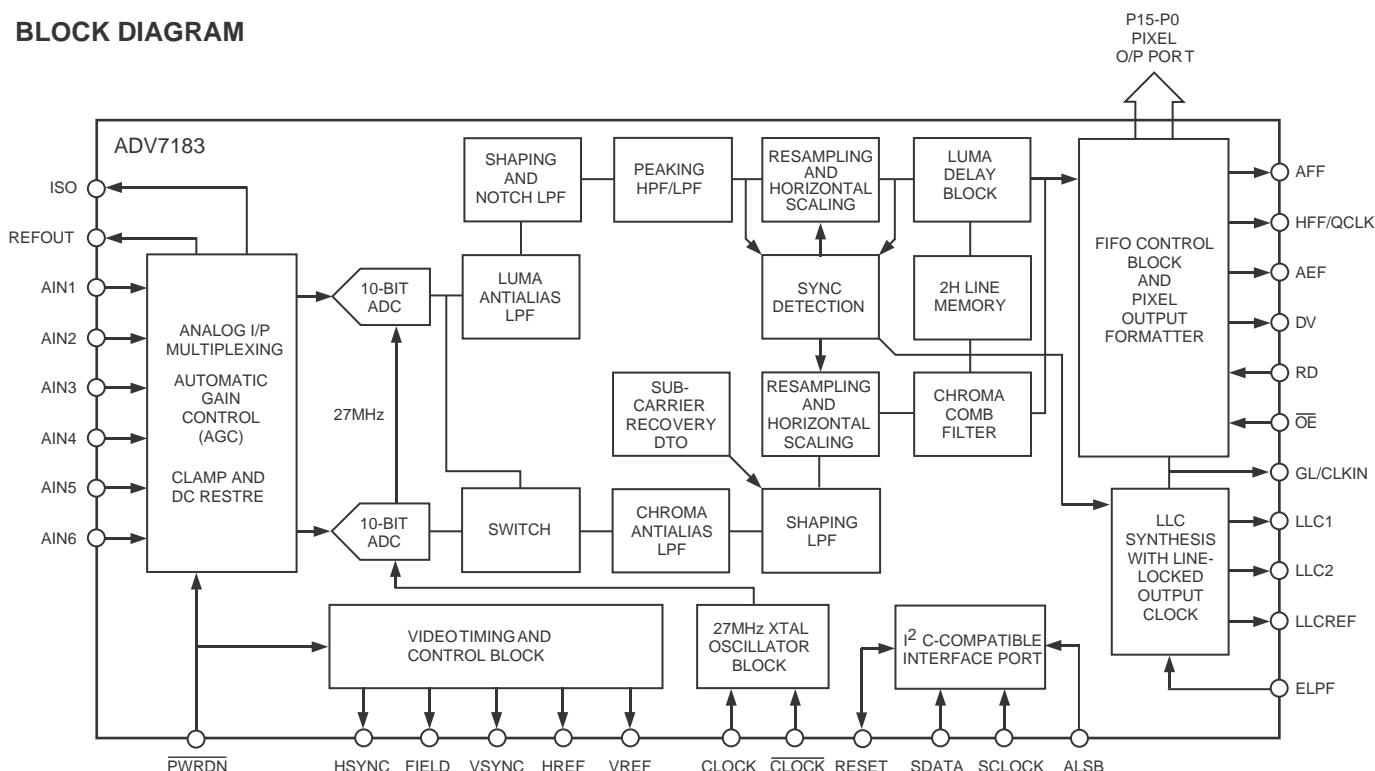 BLOCK DIAGRAM
P15-P0
PIXEL
O/P PORT
ADV7183
ISO
REFOUT
AIN1
AIN2
AIN3
AIN4
AIN5
AIN6
ANALOG I/P
MULTIPLEXING
AUTOMATIC
GAIN
CONTROL
(AGC)
CLAMP AND
DC RESTRE
10-BIT
ADC
27MHz
10-BIT
ADC
SHAPING
AND
NOTCH LPF
LUMA
ANTIALIAS
LPF
PEAKING
HPF/LPF
RESAMPLING
AND
HORIZONTAL
SCALING
LUMA
DELAY
BLOCK
SYNC
DETECTION
2H LINE
MEMORY
SUB-
CARRIER
RECOVERY
DTO
RESAMPLING
AND
HORIZONTAL
SCALING
CHROMA
COMB
FILTER
SWITCH
CHROMA
ANTIALIAS
LPF
SHAPING
LPF
FIFO CONTROL
BLOCK
AND
PIXEL
OUTPUT
FORMATTER
LLC
SYNTHESIS
WITH LINE-
LOCKED
OUTPUT
CLOCK
AFF
HFF/QCLK
AEF
DV
RD
OE
GL/CLKIN
LLC1
LLC2
LLCREF
ELPF
VIDEO TIMING AND
CONTROL BLOCK
27MHz XTAL
OSCILLATOR
BLOCK
I2 C-COMPATIBLE
INTERFACE PORT
PWRDN
HSYNC
FIELD
VSYNC
HREF
VREF
CLOCK
CLOCK
RESET
SDATA
SCLOCK
ALSB